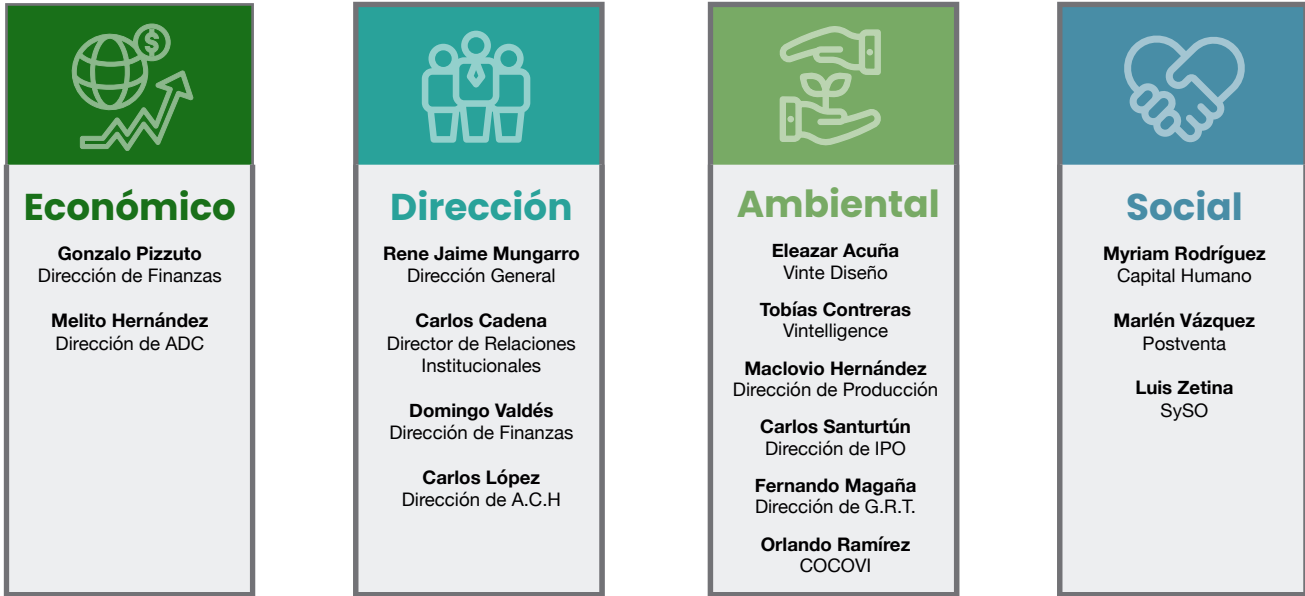 $
Económico
Gonzalo Pizzuto
Dirección de Finanzas
Melito Hernández
Dirección de ADC
Dirección
Rene Jaime Mungarro
Dirección General
Carlos Cadena
Director de Relaciones
Institucionales
Domingo Valdés
Dirección de Finanzas
Carlos López
Dirección de A.C.H
Ambiental
Eleazar Acuña
Vinte Diseño
Tobías Contreras
Vintelligence
Maclovio Hernández
Dirección de Producción
Carlos Santurtún
Dirección de IPO
Fernando Magaña
Dirección de G.R.T.
Orlando Ramírez
COCOVI
Social
Myriam Rodríguez
Capital Humano
Marlén Vázquez
Postventa
Luis Zetina
SySO